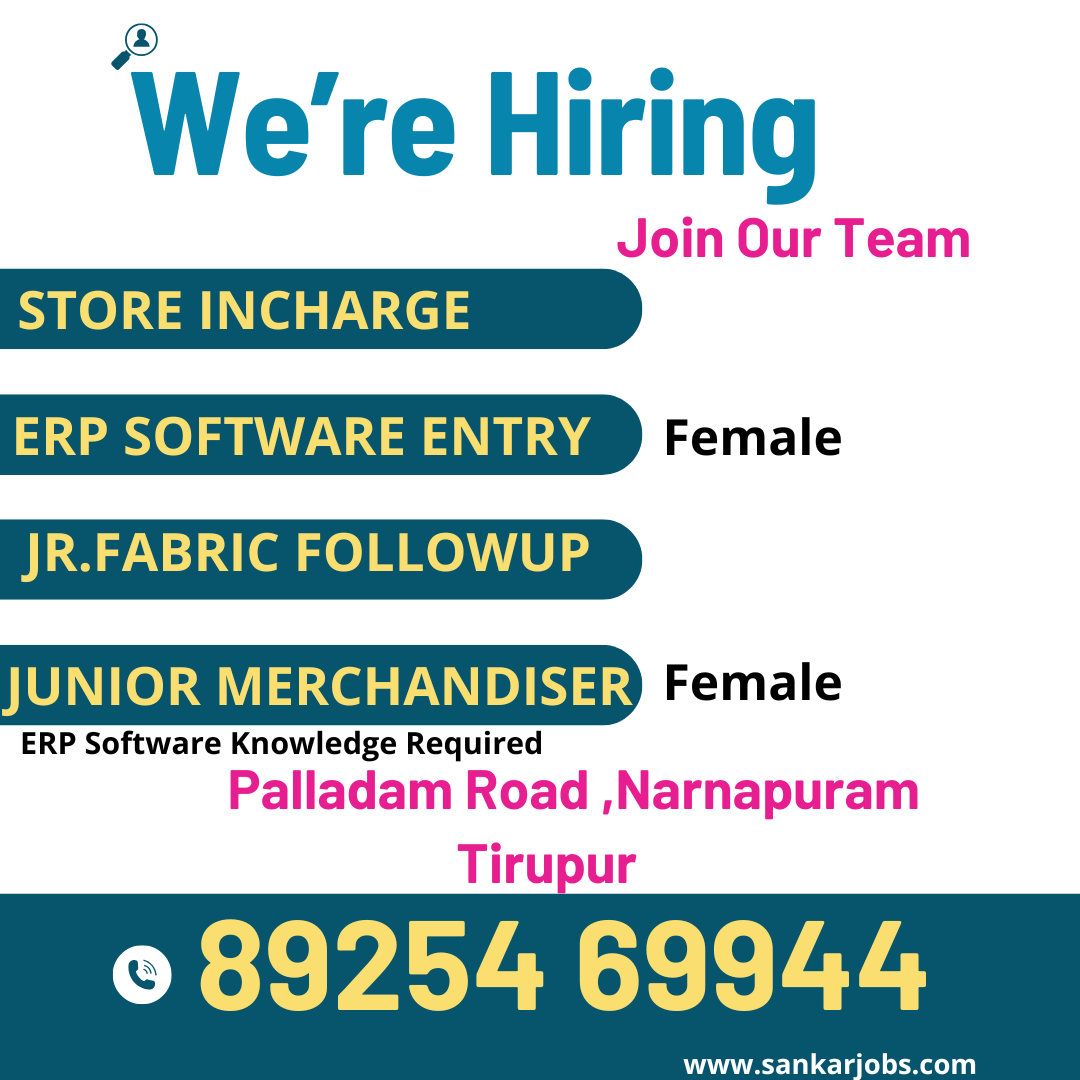 We’re Hiring
Join Our Team
STORE INCHARGE
ERP SOFTWARE ENTRY Female
JR.FABRIC FOLLOWUP
JUNIOR MERCHANDISER Female
ERP Software Knowledge Required
Palladam Road ,Narnapuram
Tirupur
89254 69944
www.sankarjobs.com